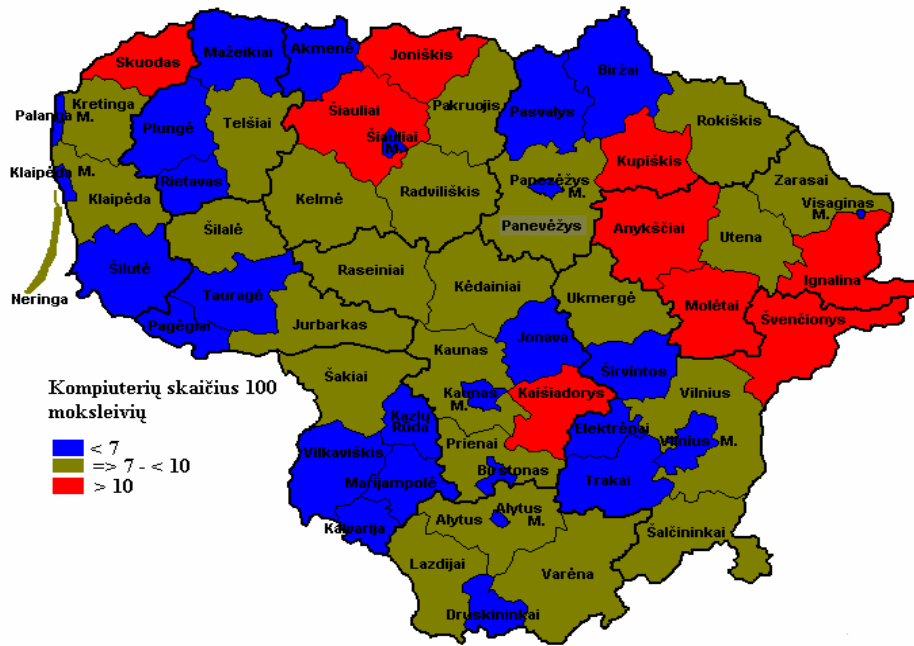 Skuodas
Mažeikiai
Akmenė
Joniškis
Biržai
Kretinga
Palanga M.
Plungė
Telšiai
Šiauliai
Šiauliai
M.
Pakruojis
Pasvalys
Rokiškis
Kupiškis
Klaipėda M.
Rietavas
Klaipėda
Kelmė
Radviliškis
Panezėžys
M.
Zarasai
Visaginas
M.
Šilalė
Panevėžys
Anykščiai
Utena
Ignalina
Šilutė
Neringa
Tauragė
Raseiniai
Kėdainiai
Ukmergė
Molėtai
Švenčionys
Pagėgiai
Jurbarkas
Jonava
Kaunas
Širvintos
Šakiai
Kompiuterių skaičius 100
moksleivių
< 7
=> 7 - < 10
> 10
Kaunas
M.
Kaišiadorys
Vilnius
Kazlų
Rūda
Elektrėnai
Vilnius M.
Prienai
Vilkaviškis
Birštonas
Marijampolė
Trakai
Kalvarija
Alytus
Alytus
M.
Šalčininkai
Lazdijai
Varėna
Druskininkai